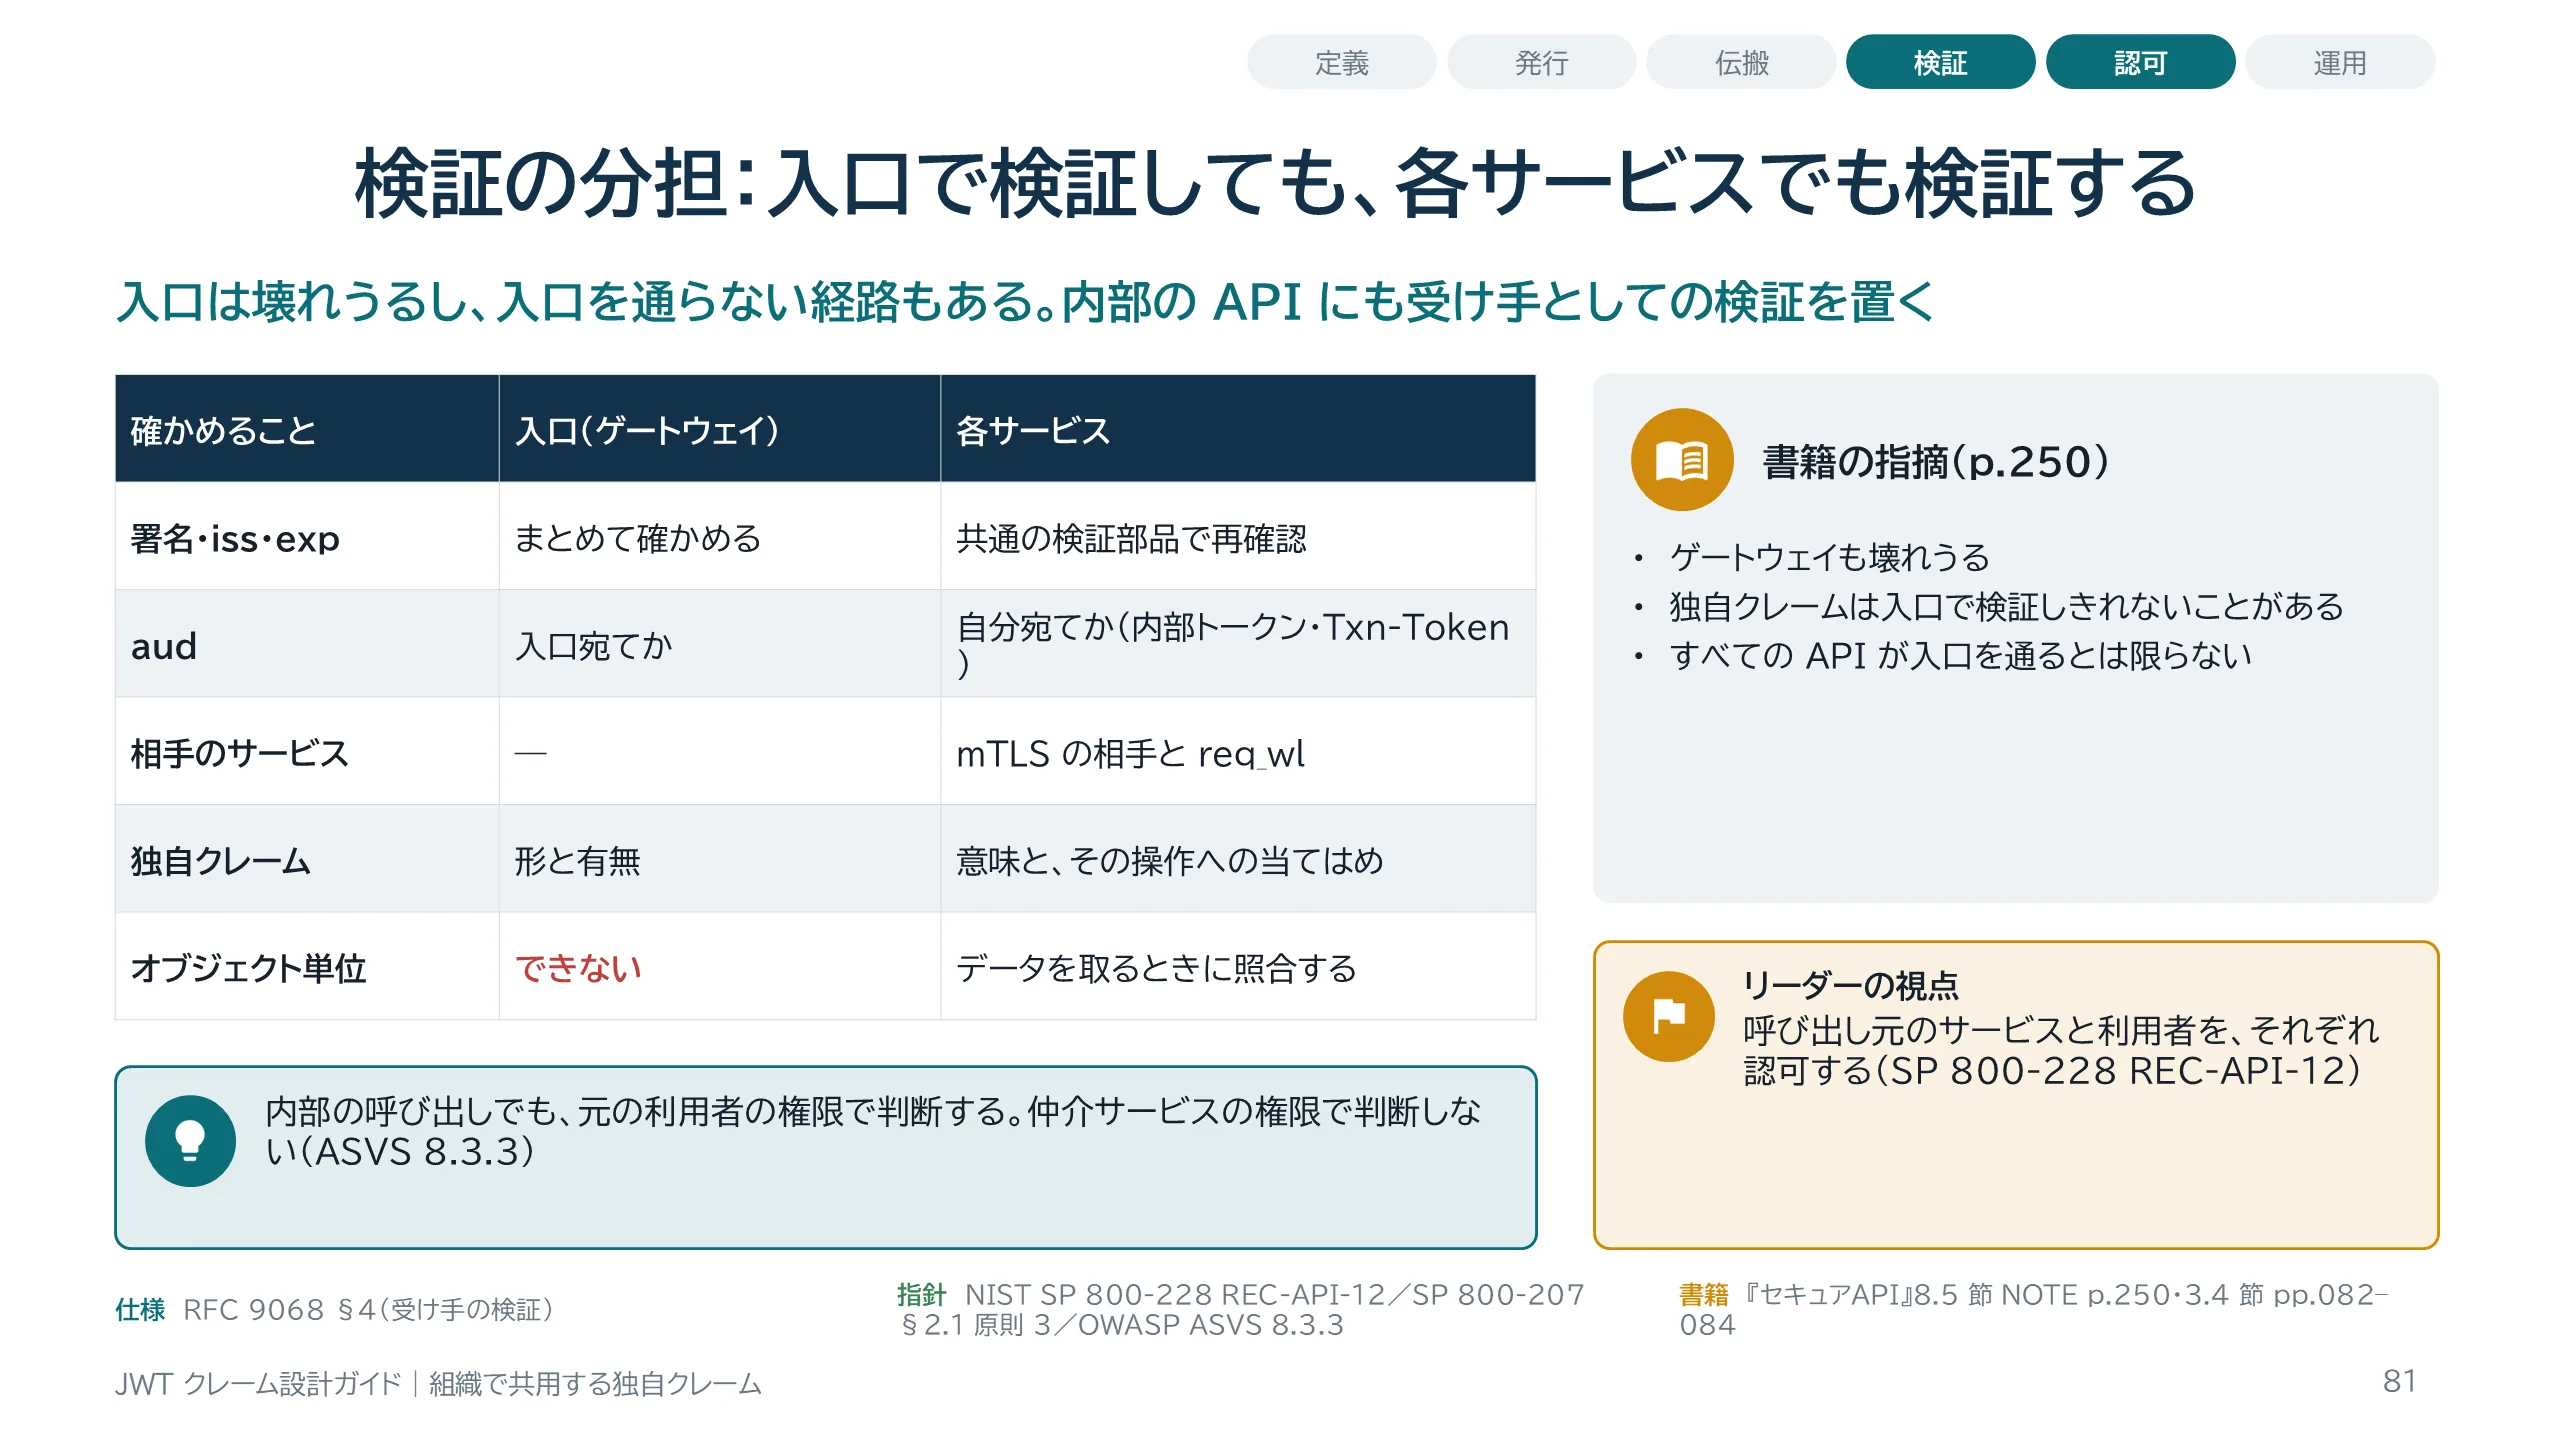 定義
発行
伝搬
検証
認可
運用
検証の分担：入口で検証しても、各サービスでも検証する
入口は壊れうるし、入口を通らない経路もある。内部の API にも受け手としての検証を置く
確かめること
入口（ゲートウェイ）
各サービス
署名・iss・exp
まとめて確かめる
共通の検証部品で再確認
aud
入口宛てか
自分宛てか（内部トークン・Txn-Token
）
相手のサービス
—
mTLS の相手と req_wl
独自クレーム
形と有無
意味と、その操作への当てはめ
オブジェクト単位
できない
データを取るときに照合する
書籍の指摘（p.250）
• ゲートウェイも壊れうる
• 独自クレームは入口で検証しきれないことがある
• すべての API が入口を通るとは限らない
内部の呼び出しでも、元の利用者の権限で判断する。仲介サービスの権限で判断しな
い（ASVS 8.3.3）
リーダーの視点
呼び出し元のサービスと利用者を、それぞれ
認可する（SP 800-228 REC-API-12）
仕様 RFC 9068 §4（受け手の検証）
指針 NIST SP 800-228 REC-API-12／SP 800-207
§2.1 原則 3／OWASP ASVS 8.3.3
書籍 『セキュアAPI』8.5 節 NOTE p.250・3.4 節 pp.082–
084
JWT クレーム設計ガイド｜組織で共用する独自クレーム
81